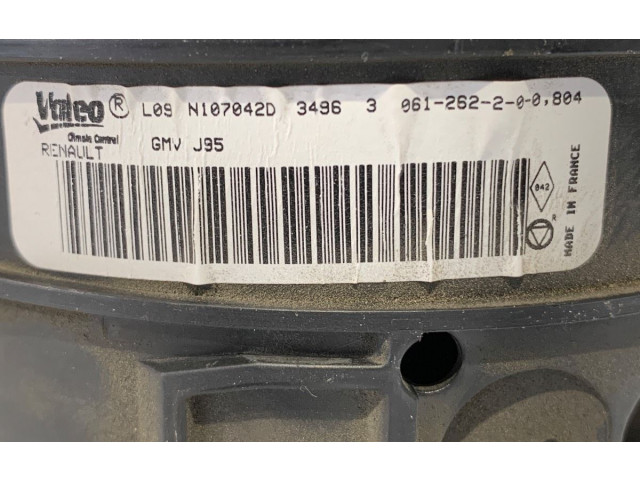 Valeo ® L09 N107042D 3496 3 061-262-2-0-0,804
Climate Control
RENAULT GMV J95
042
R
MADE IN FRANCE